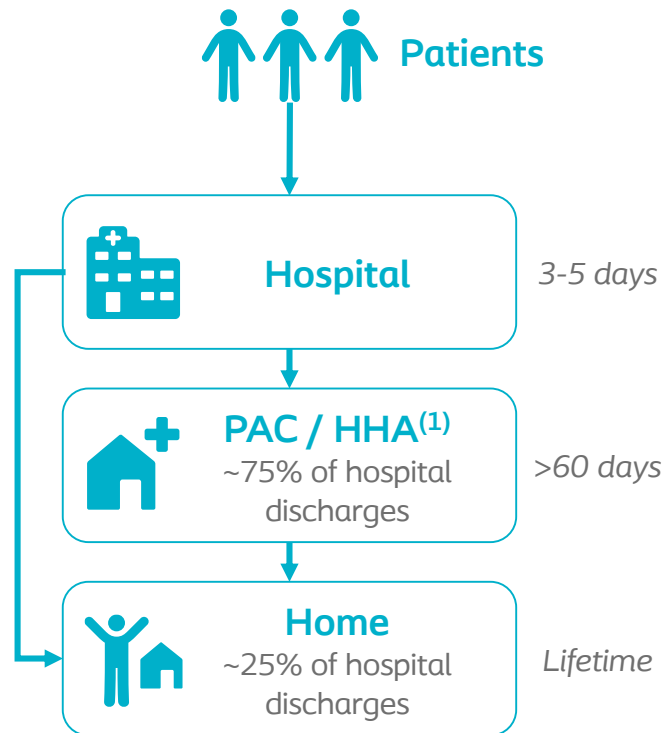 Patients
Hospital
3-5 days
PAC / HHA(1)
~75% of hospital
discharges
>60 days
Home
~25% of hospital
discharges
Lifetime